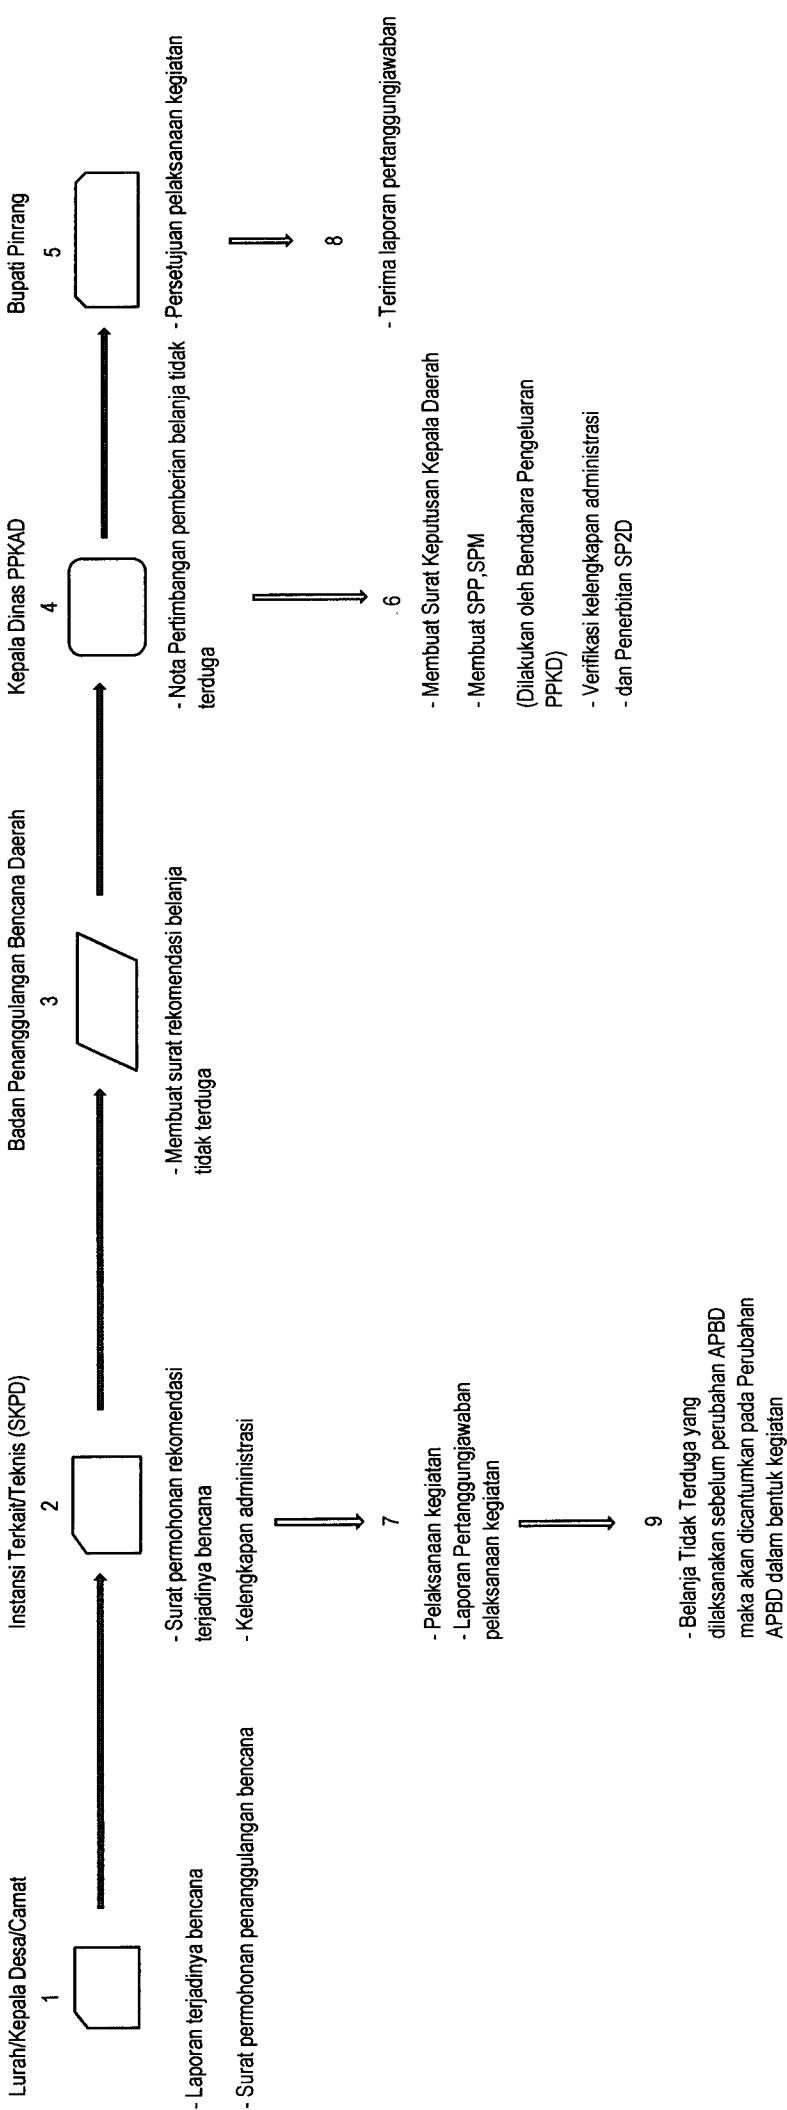 Lurah/Kepala Desa/Camat
1
- Laporan terjadinya bencana
- Surat permohonan penanggulangan bencana
Instansi Terkait/Teknis (SKPD)
2
- Surat permohonan rekomendasi
terjadinya bencana
- Kelengkapan administrasi
7
- Pelaksanaan kegiatan
- Laporan Pertanggungjawaban
pelaksanaan kegiatan
9
- Belanja Tidak Terduga yang
dilaksanakan sebelum perubahan APBD
maka akan dicantumkan pada Perubahan
APBD dalam bentuk kegiatan
Badan Penanggulangan Bencana Daerah
3
- Membuat surat rekomendasi belanja
tidak terduga
Kepala Dinas PPKAD
4
- Nota Pertimbangan pemberian belanja tidak
terduga
6
- Membuat Surat Keputusan Kepala Daerah
- Membuat SPP,SPM
(Dilakukan oleh Bendahara Pengeluaran
PPKD)
- Verifikasi kelengkapan administrasi
- dan Penerbitan SP2D
Bupati Pinrang
5
- Persetujuan pelaksanaan kegiatan
8
- Terima laporan pertanggungjawaban